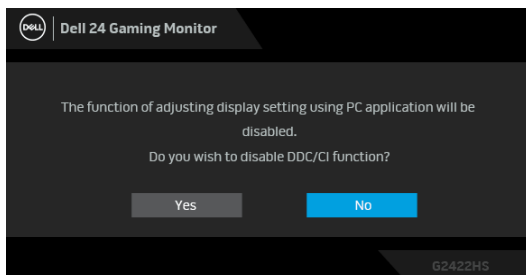 DELL
Dell 24 Gaming Monitor
The function of adjusting display setting using PC application will be
disabled.
Do you wish to disable DDC/CI function?
Yes No
G2422HS